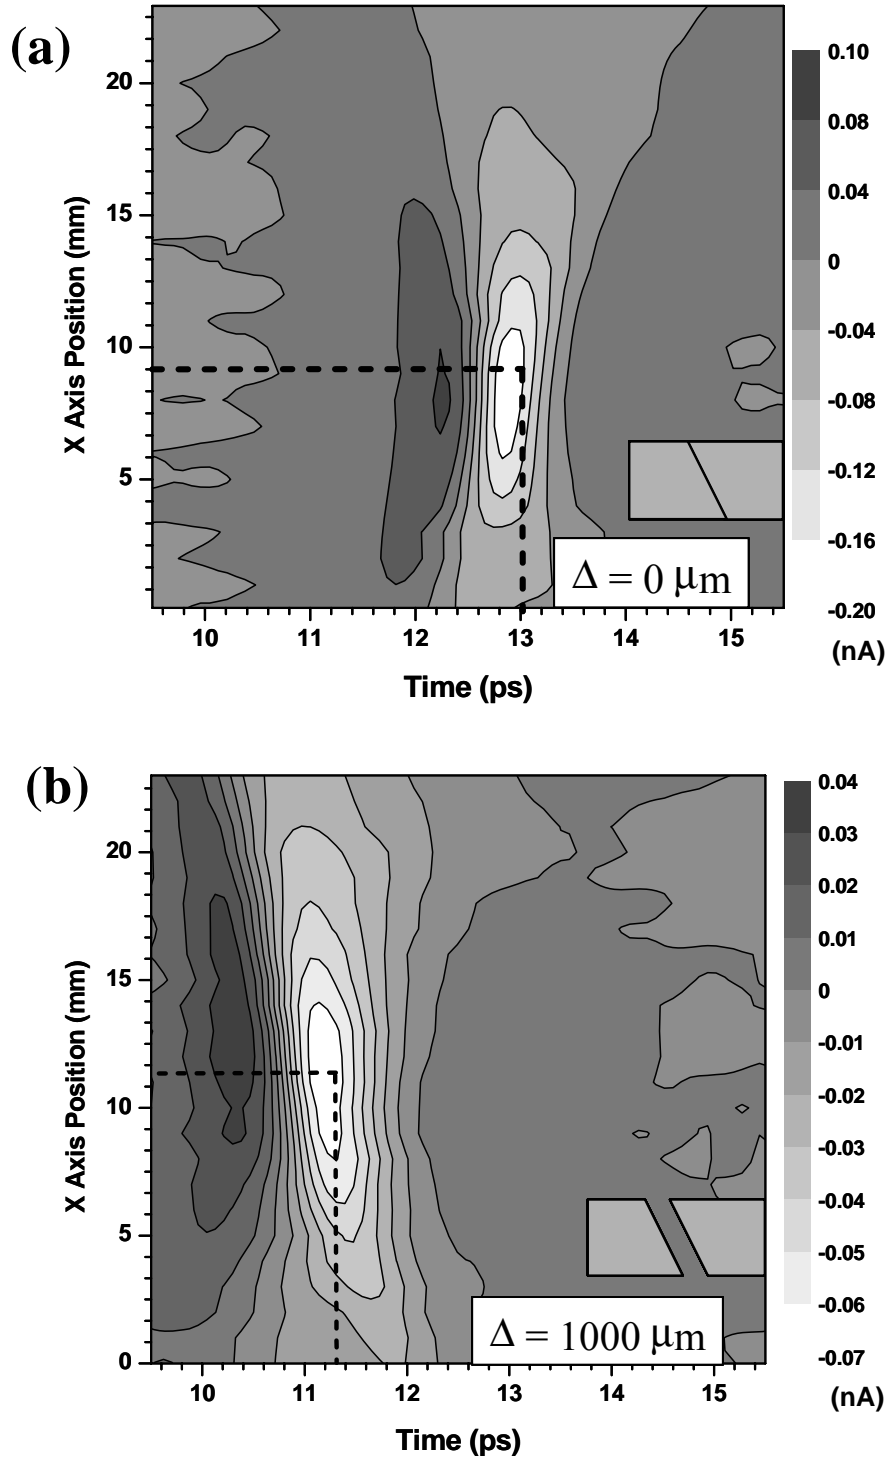 (a)
X Axis Position (mm)
20
15
10
5
10 11 12 13 14 15
Time (ps)
Δ = 0 μm
0.10
0.08
0.04
0
-0.04
-0.08
-0.12
-0.16
-0.20
(nA)
(b)
X Axis Position (mm)
20
15
10
5
0
10 11 12 13 14 15
Time (ps)
Δ = 1000 μm
0.04
0.03
0.02
0.01
0
-0.01
-0.02
-0.03
-0.04
-0.05
-0.06
-0.07
(nA)